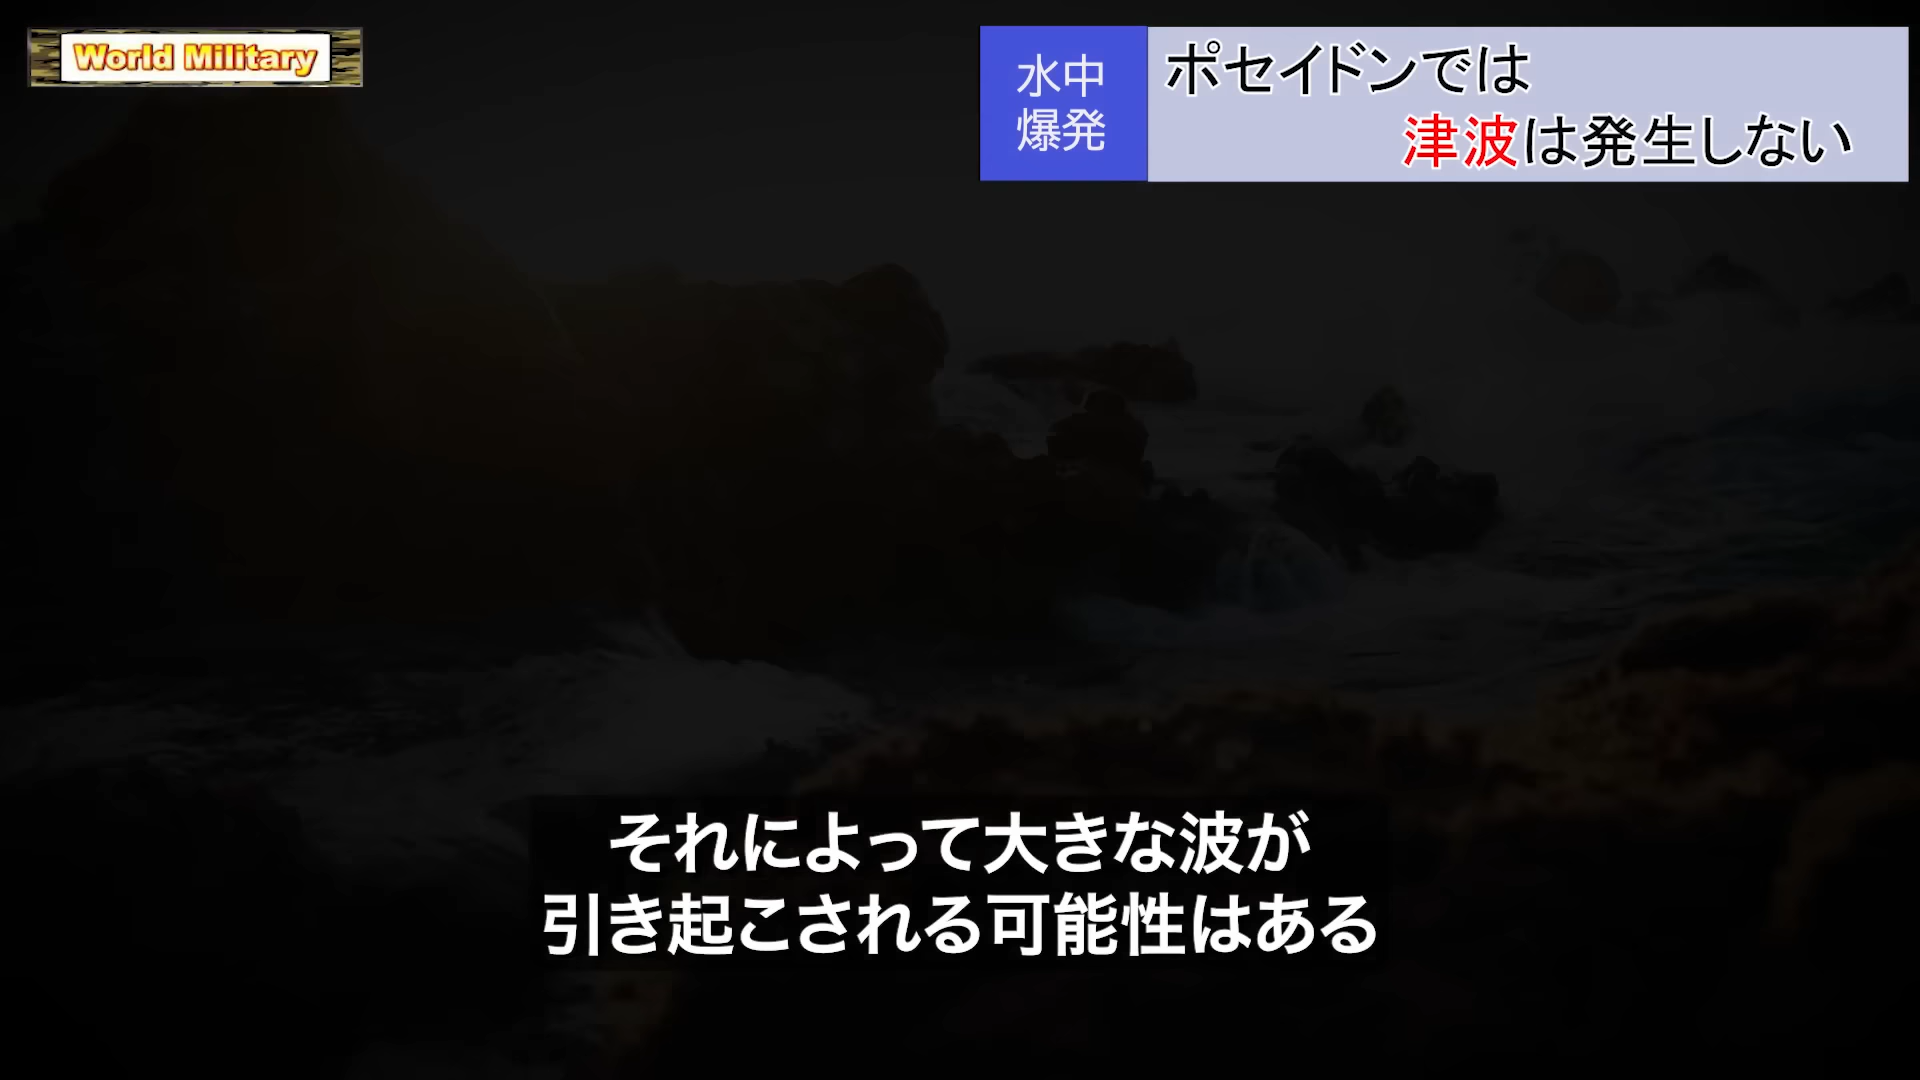 World Military
水中
爆発
ポセイドンでは
津波は発生しない
それによって大きな波が
引き起こされる可能性はある